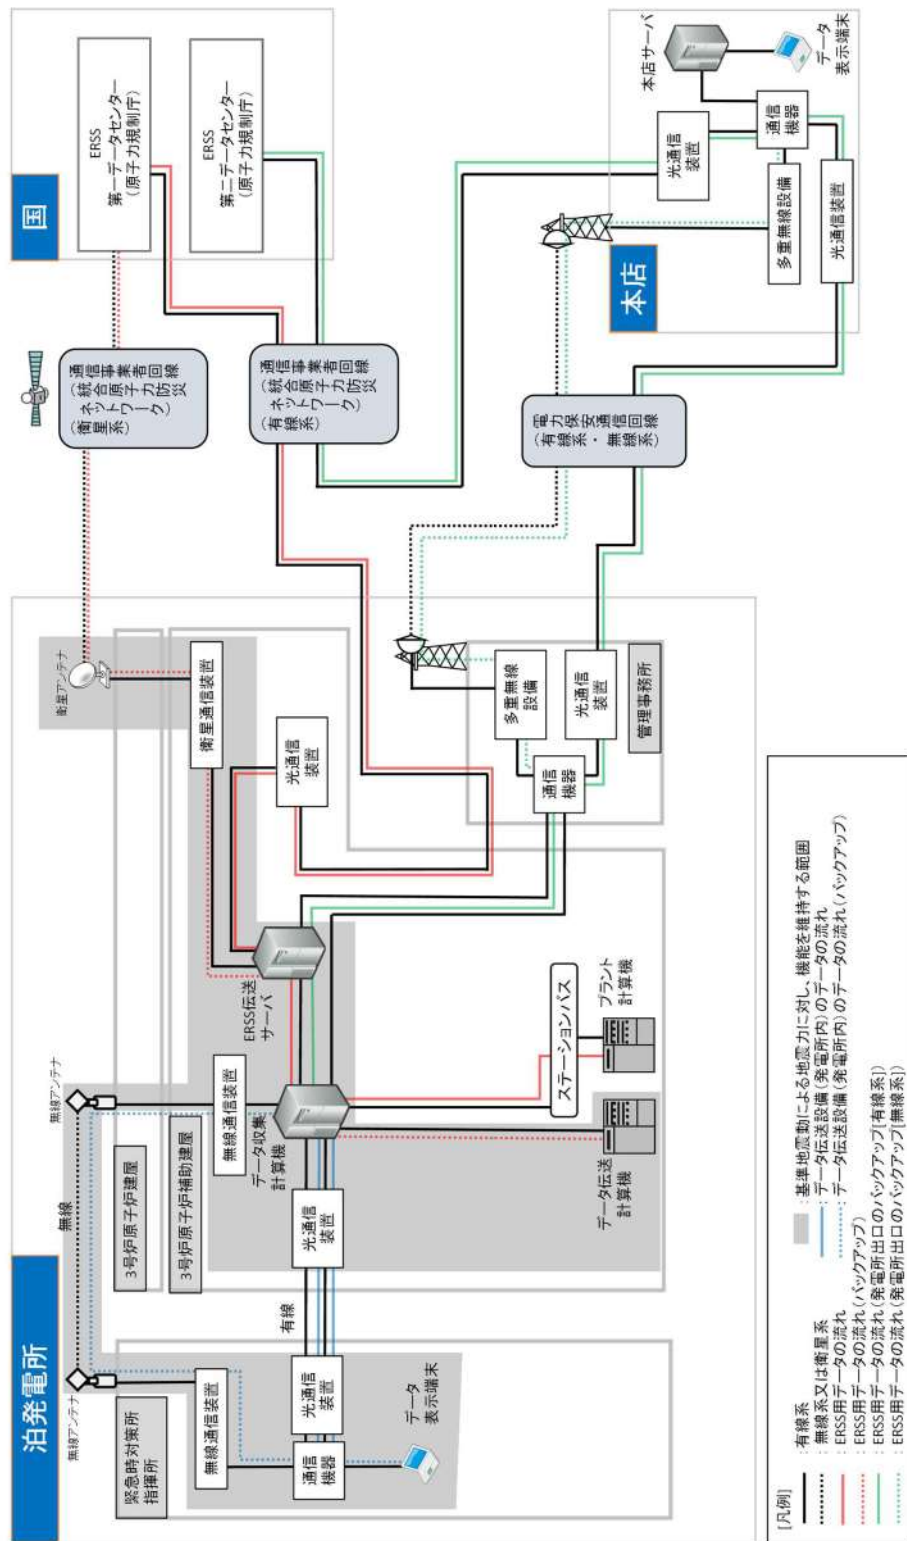 泊発電所
緊急時対策所
指揮所
無線アンテナ
無線
無線アンテナ
衛星アンテナ
3号炉原子炉建屋
3号炉原子炉補助建屋
無線通信装置
無線通信装置
衛星通信装置
通信
機器
光通信
装置
有線
光通信
装置
データ収集
計算機
ERSS伝送
サーバ
光通信
装置
データ
表示端末
データ伝送
計算機
ステーションバス
プラント
計算機
通信
機器
多重無線
設備
光通信
装置
管理事務所
通信事業者回線
(統合原子力防災
ネットワーク)
(衛星系)
通信事業者回線
(統合原子力防災
ネットワーク)
(有線系)
電力保安通信回線
(有線系・無線系)
国
ERSS
第一データセンター
(原子力規制庁)
ERSS
第二データセンター
(原子力規制庁)
本店
光通信
装置
本店サーバ
通信
機器
データ
表示端末
多重無線設備
光通信装置
[凡例]
:有線系
:無線系又は衛星系
:ERSS用データの流れ
:ERSS用データの流れ(バックアップ)
:ERSS用データの流れ(発電所出口のバックアップ[有線系])
:ERSS用データの流れ(発電所出口のバックアップ[無線系])
:基準地震動による地震力に対し、機能を維持する範囲
:データ伝送設備(発電所内)のデータの流れ
:データ伝送設備(発電所内)のデータの流れ(バックアップ)